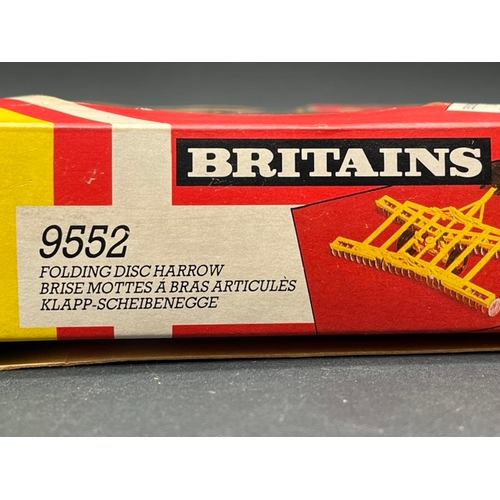 BRITAINS
9552
FOLDING DISC HARROW
BRISE MOTTES Á BRAS ARTICULÈS
KLAPP-SCHEIBENEGGE